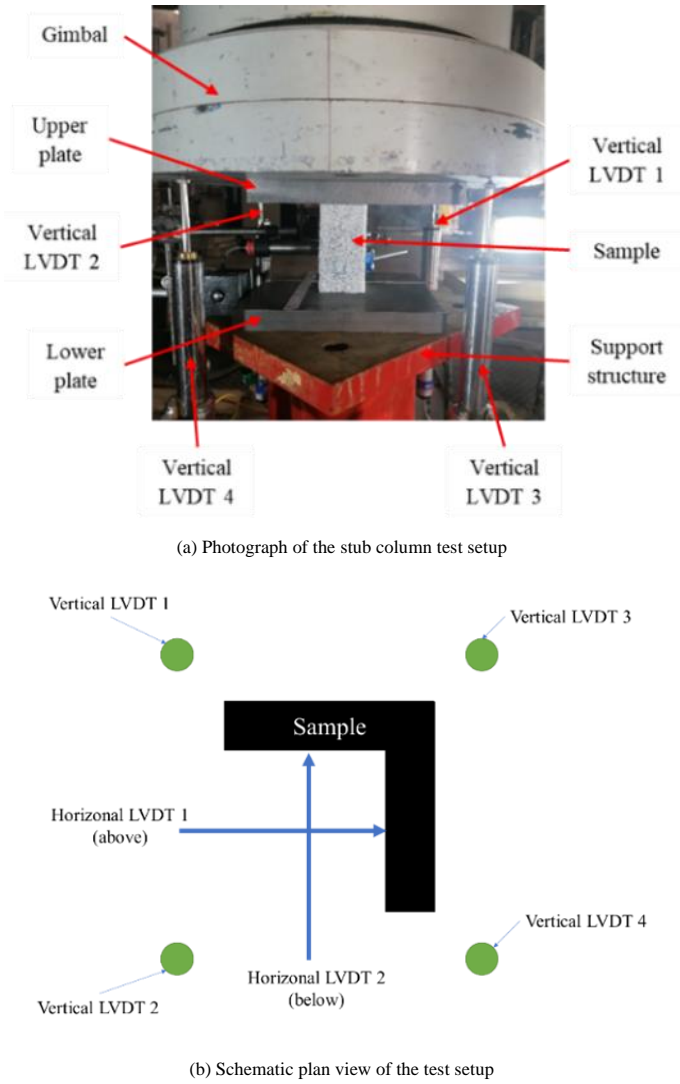 Gimbal
Upper
plate
Vertical
LVDT 1
Vertical
LVDT 2
Sample
Lower
plate
Support
structure
Vertical
LVDT 4
Vertical
LVDT 3
(a) Photograph of the stub column test setup
Vertical LVDT 1
Vertical LVDT 3
Sample
Horizonal LVDT 1
(above)
Vertical LVDT 4
Horizonal LVDT 2
(below)
Vertical LVDT 2
(b) Schematic plan view of the test setup